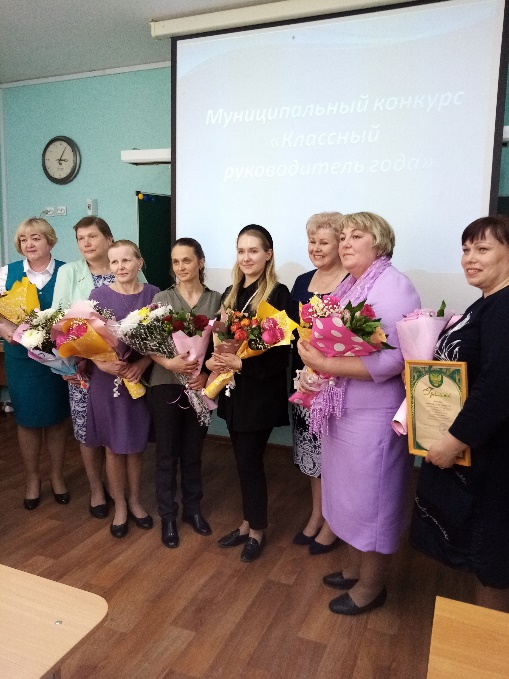 Муниципальный конкурс
«Классный
руководитель года»